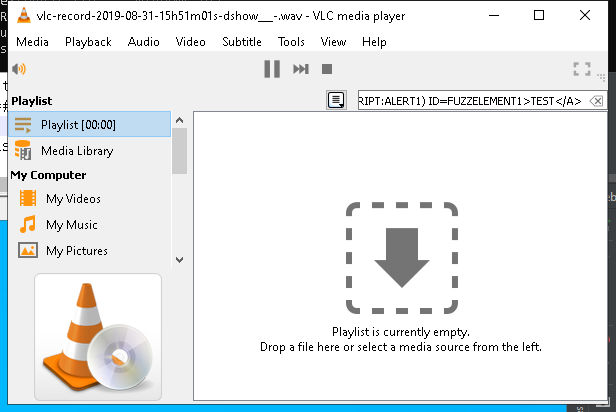 vlc-record-2019-08-31-15h51m01s-dshow__-.wav - VLC media player
Media Playback Audio Video Subtitle Tools View Help
Playlist
RIPT:ALERT1) ID=FUZZELEMENT1>TEST</A>
Playlist [00:00]
Media Library
My Computer
My Videos
My Music
My Pictures
Playlist is currently empty.
Drop a file here or select a media source from the left.